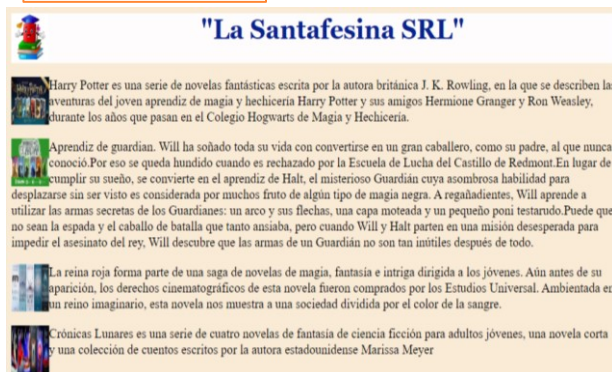 "La Santafesina SRL"
Harry Potter es una serie de novelas fantásticas escrita por la autora británica J. K. Rowling, en la que se describen las
aventuras del joven aprendiz de magia y hechicería Harry Potter y sus amigos Hermione Granger y Ron Weasley,
durante los años que pasan en el Colegio Hogwarts de Magia y Hechicería.
Aprendiz de guardian. Will ha soñado toda su vida con convertirse en un gran caballero, como su padre, al que nunca
conoció.Por eso se queda hundido cuando es rechazado por la Escuela de Lucha del Castillo de Redmont.En lugar de
cumplir su sueño, se convierte en el aprendiz de Halt, el misterioso Guardián cuya asombrosa habilidad para
desplazarse sin ser visto es considerada por muchos fruto de algún tipo de magia negra. A regañadientes, Will aprende a
utilizar las armas secretas de los Guardianes: un arco y sus flechas, una capa moteada y un pequeño poni testarudo.Puede que
no sean la espada y el caballo de batalla que tanto ansiaba, pero cuando Will y Halt parten en una misión desesperada para
impedir el asesinato del rey, Will descubre que las armas de un Guardián no son tan inútiles después de todo.
La reina roja forma parte de una saga de novelas de magia, fantasía e intriga dirigida a los jóvenes. Aún antes de su
aparición, los derechos cinematográficos de esta novela fueron comprados por los Estudios Universal. Ambientada en
un reino imaginario, esta novela nos muestra a una sociedad dividida por el color de la sangre.
Crónicas Lunares es una serie de cuatro novelas de fantasía de ciencia ficción para adultos jóvenes, una novela corta
y una colección de cuentos escritos por la autora estadounidense Marissa Meyer